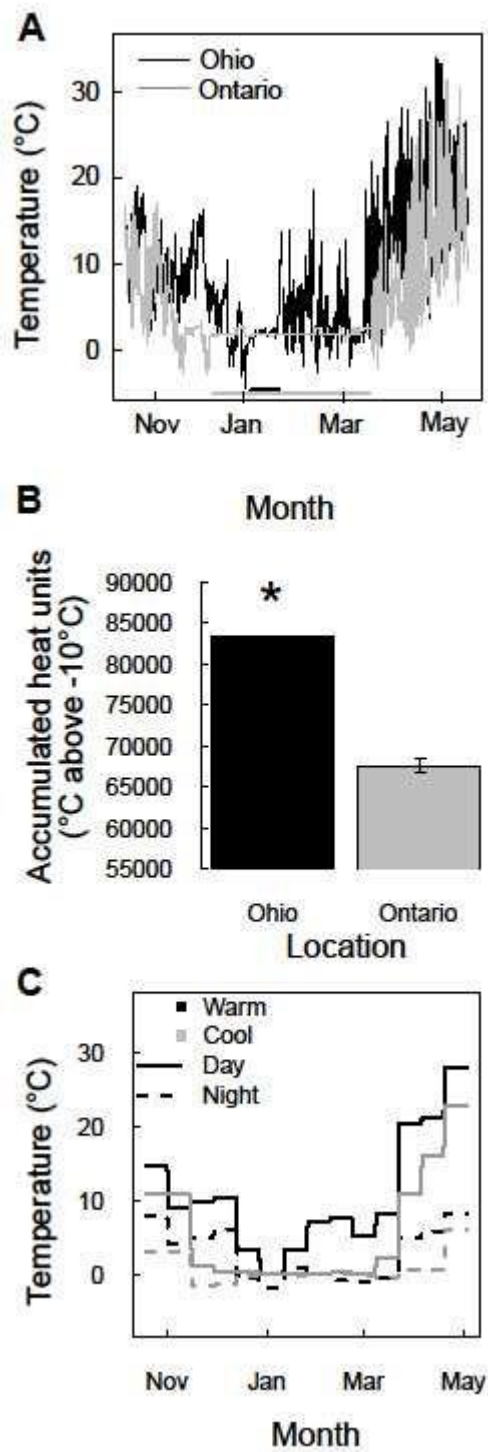 A
Ohio
Ontario
Temperature (°C)
30
20
10
0
Nov Jan Mar May
Month
B
Accumulated heat units
(°C above -10°C)
90000
85000
80000
75000
70000
65000
60000
55000
*
Ohio Ontario
Location
C
Warm
Cool
Day
Night
Temperature (°C)
30
20
10
0
Nov Jan Mar May
Month